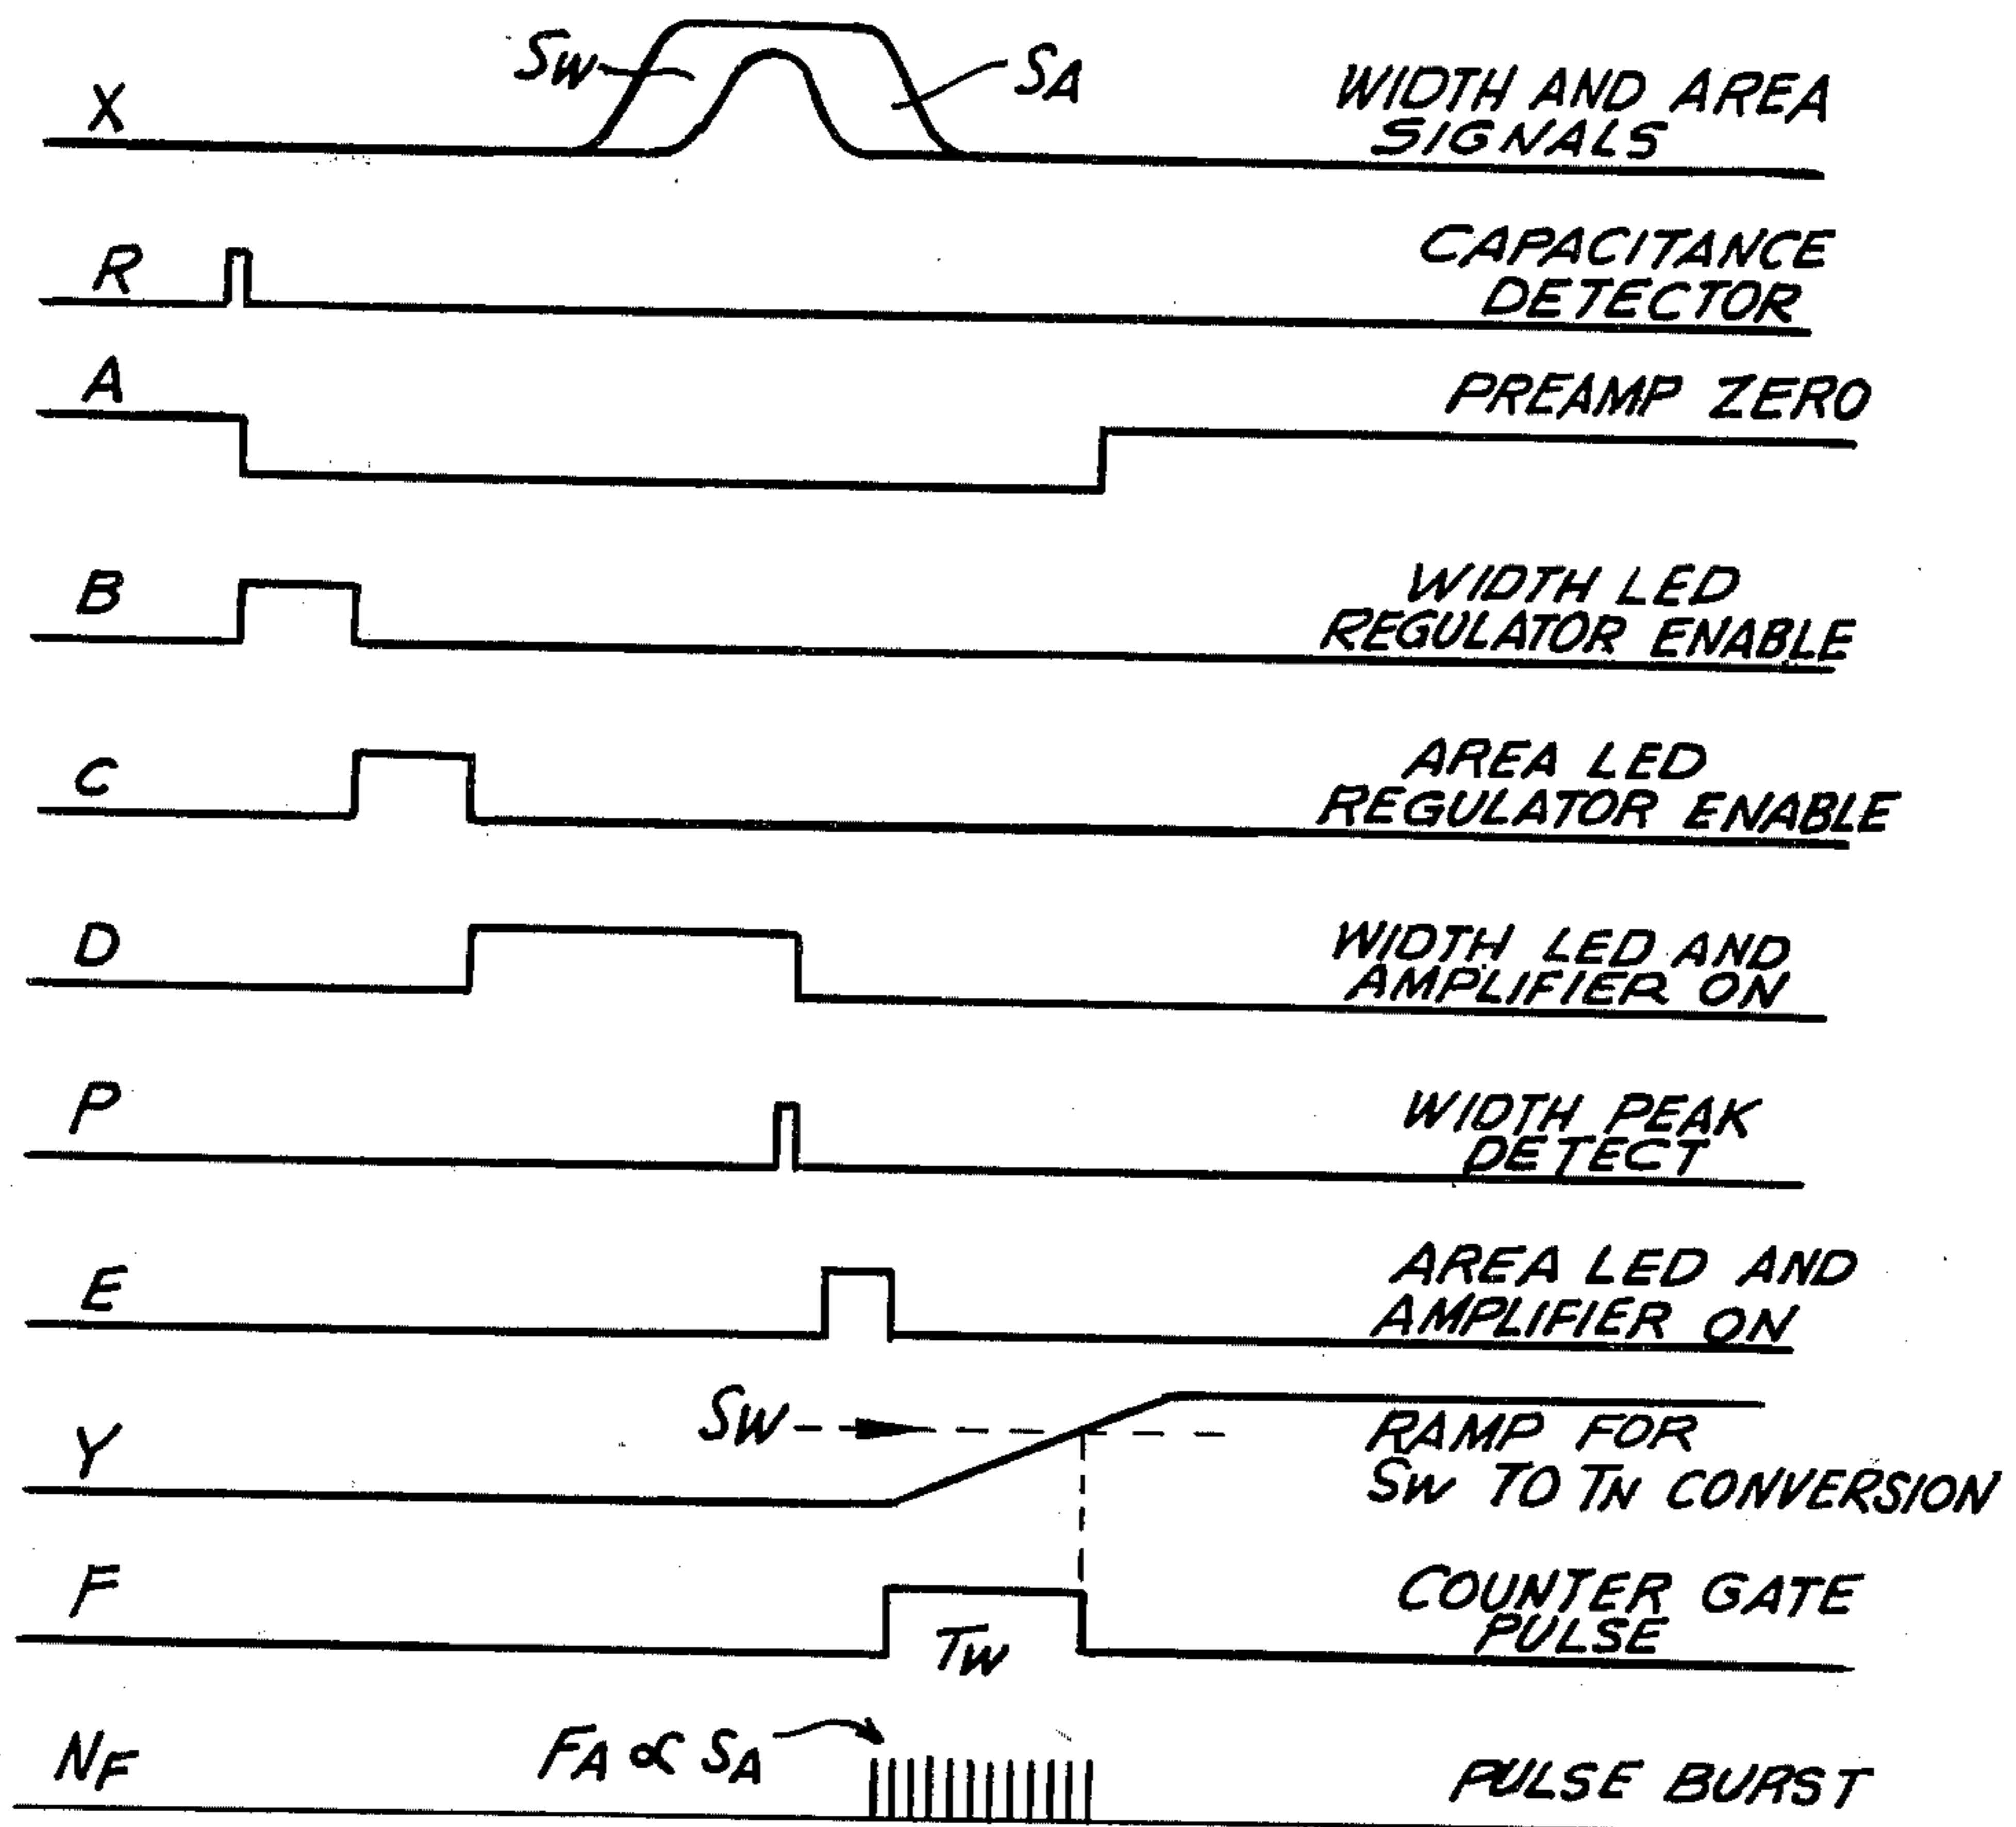 SW
SA
X
WIDTH AND AREA
SIGNALS
R
CAPACITANCE
DETECTOR
A
PREAMP ZERO
B
WIDTH LED
REGULATOR ENABLE
C
AREA LED
REGULATOR ENABLE
D
WIDTH LED AND
AMPLIFIER ON
P
WIDTH PEAK
DETECT
E
AREA LED AND
AMPLIFIER ON
SW
Y
RAMP FOR
SW TO TN CONVERSION
F
TW
COUNTER GATE
PULSE
NF
FA ∝ SA
PULSE BURST